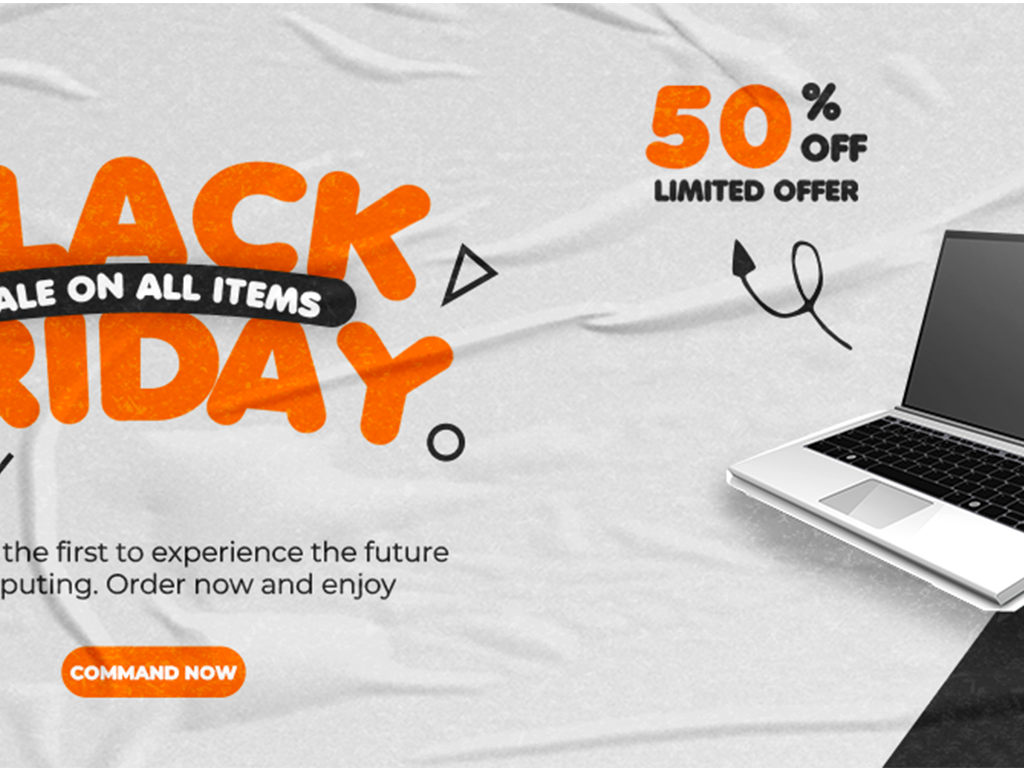 LACK
ALE ON ALL ITEMS
RIDAY
50%
OFF
LIMITED OFFER
the first to experience the future
puting. Order now and enjoy
COMMAND NOW